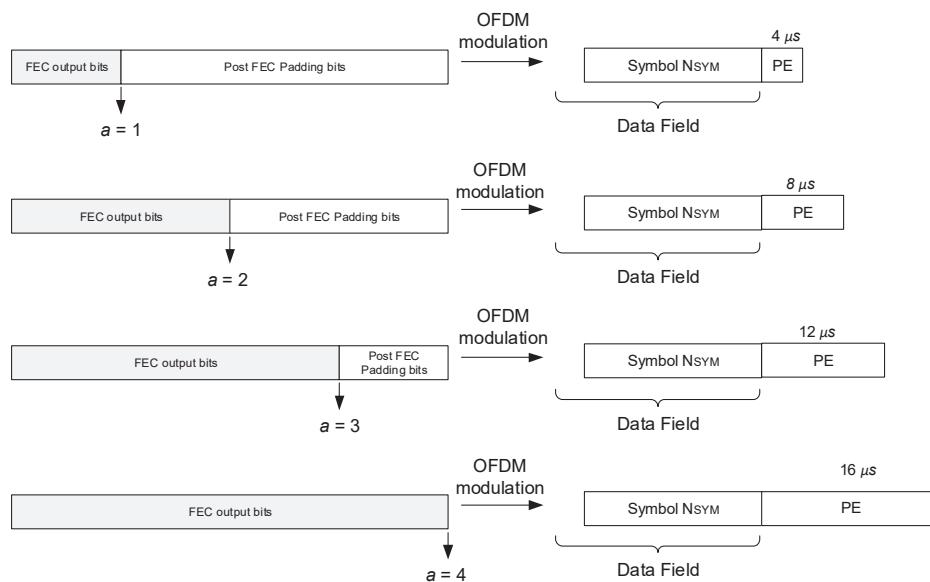 OFDM
modulation
4 μs
FEC output bits
Post FEC Padding bits
Symbol NSYM
PE
a = 1
Data Field
OFDM
modulation
8 μs
FEC output bits
Post FEC Padding bits
Symbol NSYM
PE
a = 2
Data Field
OFDM
modulation
12 μs
FEC output bits
Post FEC
Padding bits
Symbol NSYM
PE
a = 3
Data Field
OFDM
modulation
16 μs
FEC output bits
Symbol NSYM
PE
a = 4
Data Field